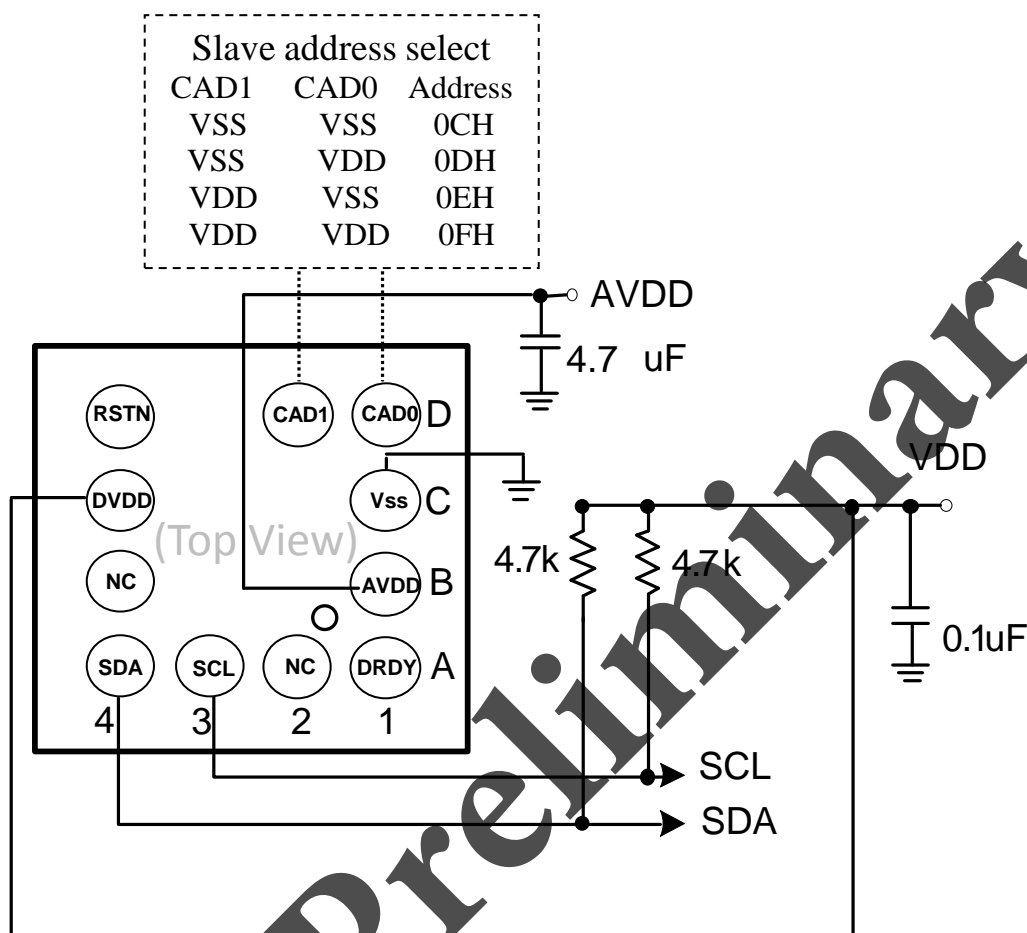 Slave address select
CAD1 CAD0 Address
VSS VSS 0CH
VSS VDD 0DH
VDD VSS 0EH
VDD VDD 0FH
AVDD
4.7 uF
RSTN CAD1 CAD0 D
VDD
DVDD Vss C
(Top View)
4.7k 4.7k
NC AVDD B
0.1uF
SDA SCL NC DRDY A
4 3 2 1
SCL
SDA
Preliminary